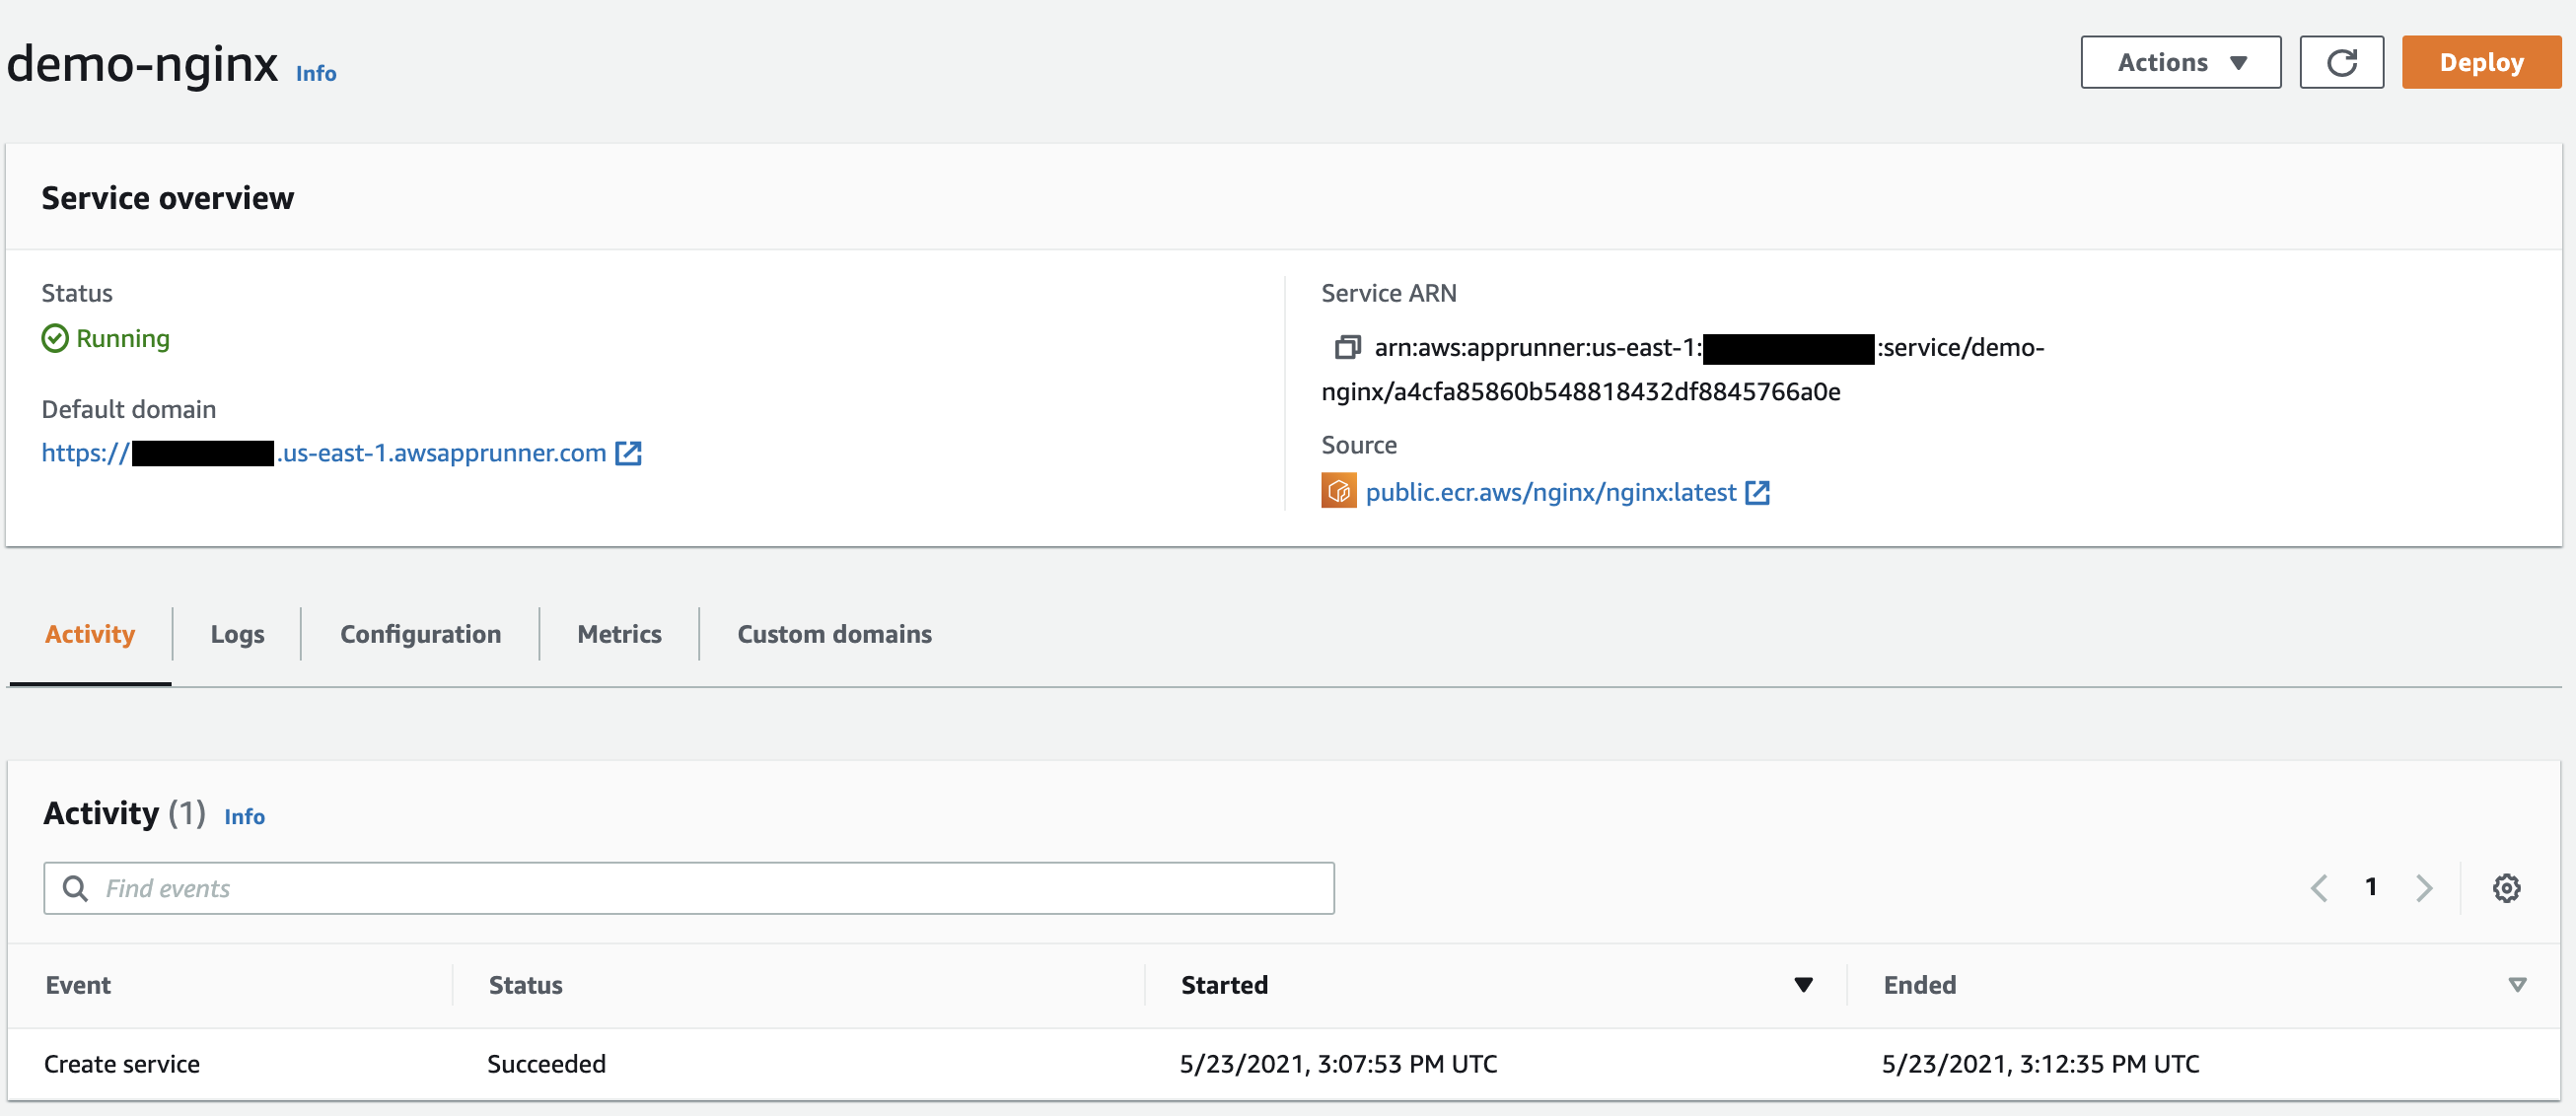 demo-nginx Info
Actions
Deploy
Service overview
Status
Running
Default domain
https:// .us-east-1.awsapprunner.com
Service ARN
arn:aws:apprunner:us-east-1: :service/demo-
nginx/a4cfa85860b548818432df8845766a0e
Source
public.ecr.aws/nginx/nginx:latest
Activity Logs Configuration Metrics Custom domains
Activity (1) Info
Find events
1
Event Status Started Ended
Create service Succeeded 5/23/2021, 3:07:53 PM UTC 5/23/2021, 3:12:35 PM UTC